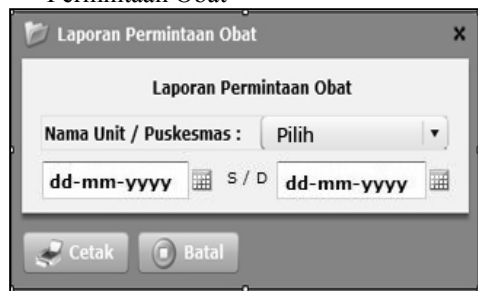 Permintaan Obat
Laporan Permintaan Obat x
Laporan Permintaan Obat
Nama Unit / Puskesmas : Pilih
dd-mm-yyyy S / D dd-mm-yyyy
Cetak Batal